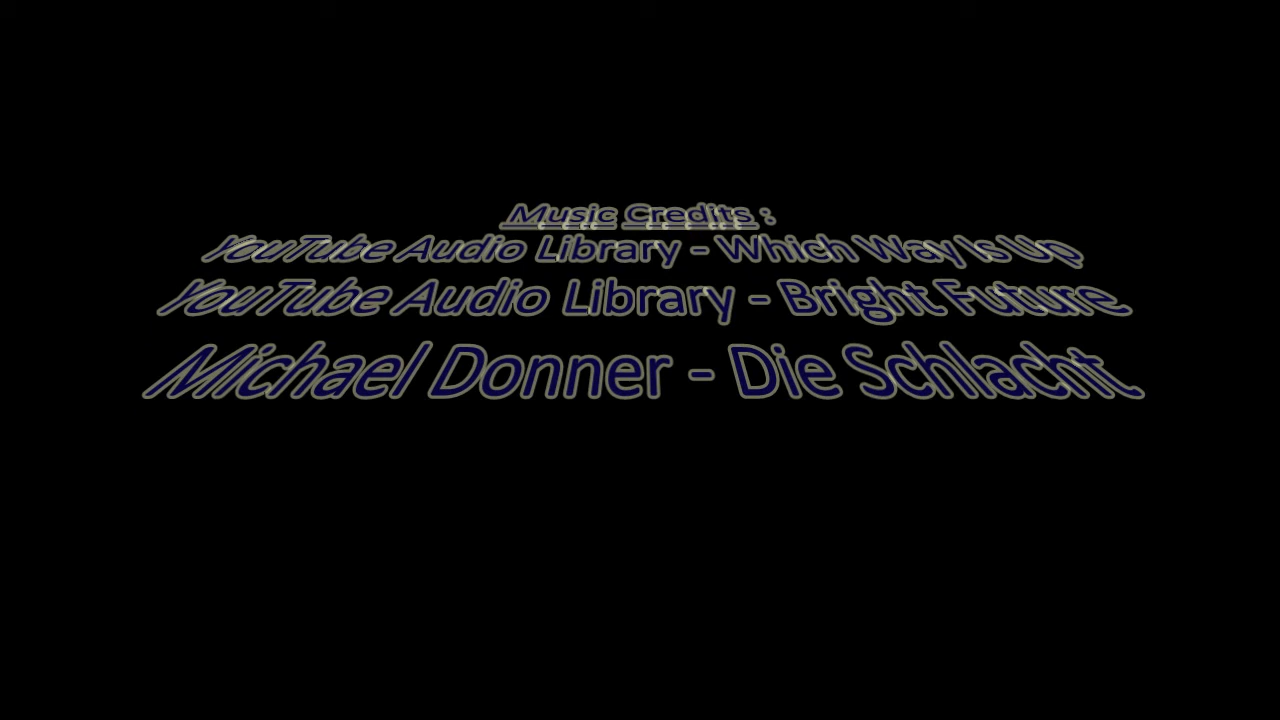 Music Credits :
YouTube Audio Library - Which Way Is Up
YouTube Audio Library - Bright Future
Michael Donner - Die Schlacht